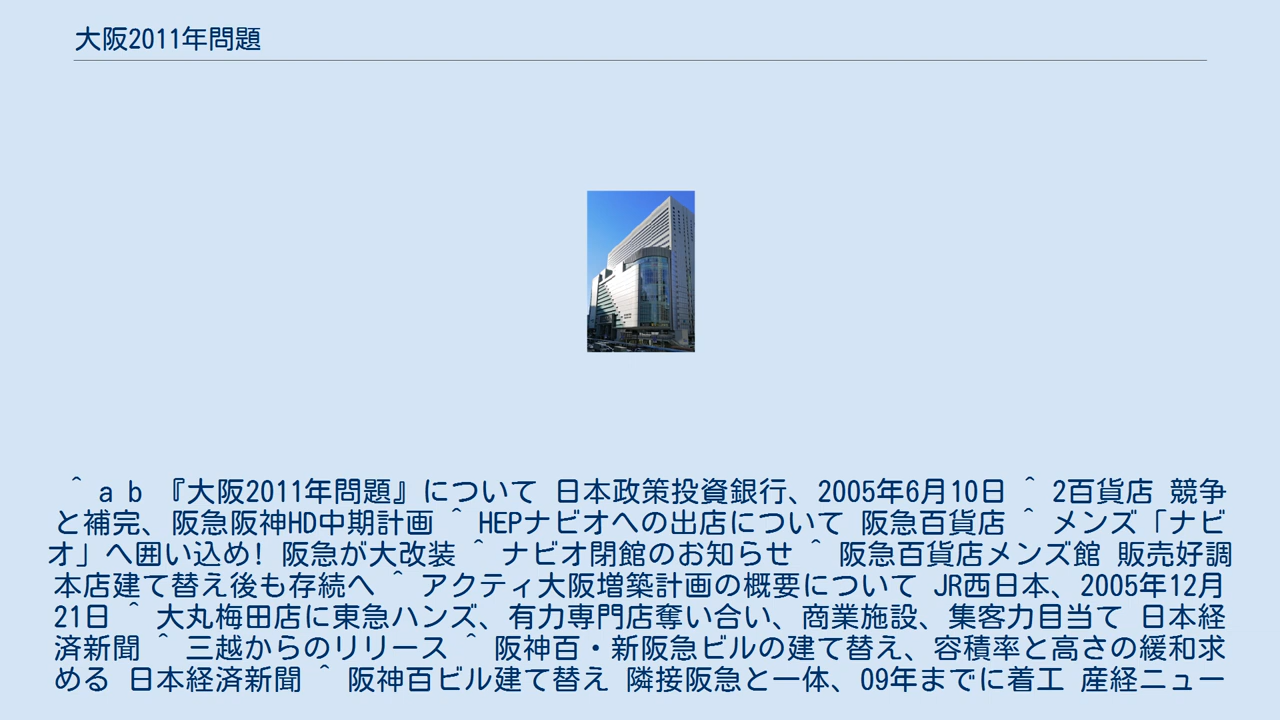 大阪2011年問題
^ a b 『大阪2011年問題』について 日本政策投資銀行、2005年6月10日 ^ 2百貨店 競争
と補完、阪急阪神HD中期計画 ^ HEPナビオへの出店について 阪急百貨店 ^ メンズ「ナビ
オ」へ囲い込め! 阪急が大改装 ^ ナビオ閉館のお知らせ ^ 阪急百貨店メンズ館 販売好調
本店建て替え後も存続へ ^ アクティ大阪増築計画の概要について JR西日本、2005年12月
21日 ^ 大丸梅田店に東急ハンズ、有力専門店奪い合い、商業施設、集客力目当て 日本経
済新聞 ^ 三越からのリリース ^ 阪神百・新阪急ビルの建て替え、容積率と高さの緩和求
める 日本経済新聞 ^ 阪神百ビル建て替え 隣接阪急と一体、09年までに着工 産経ニュー